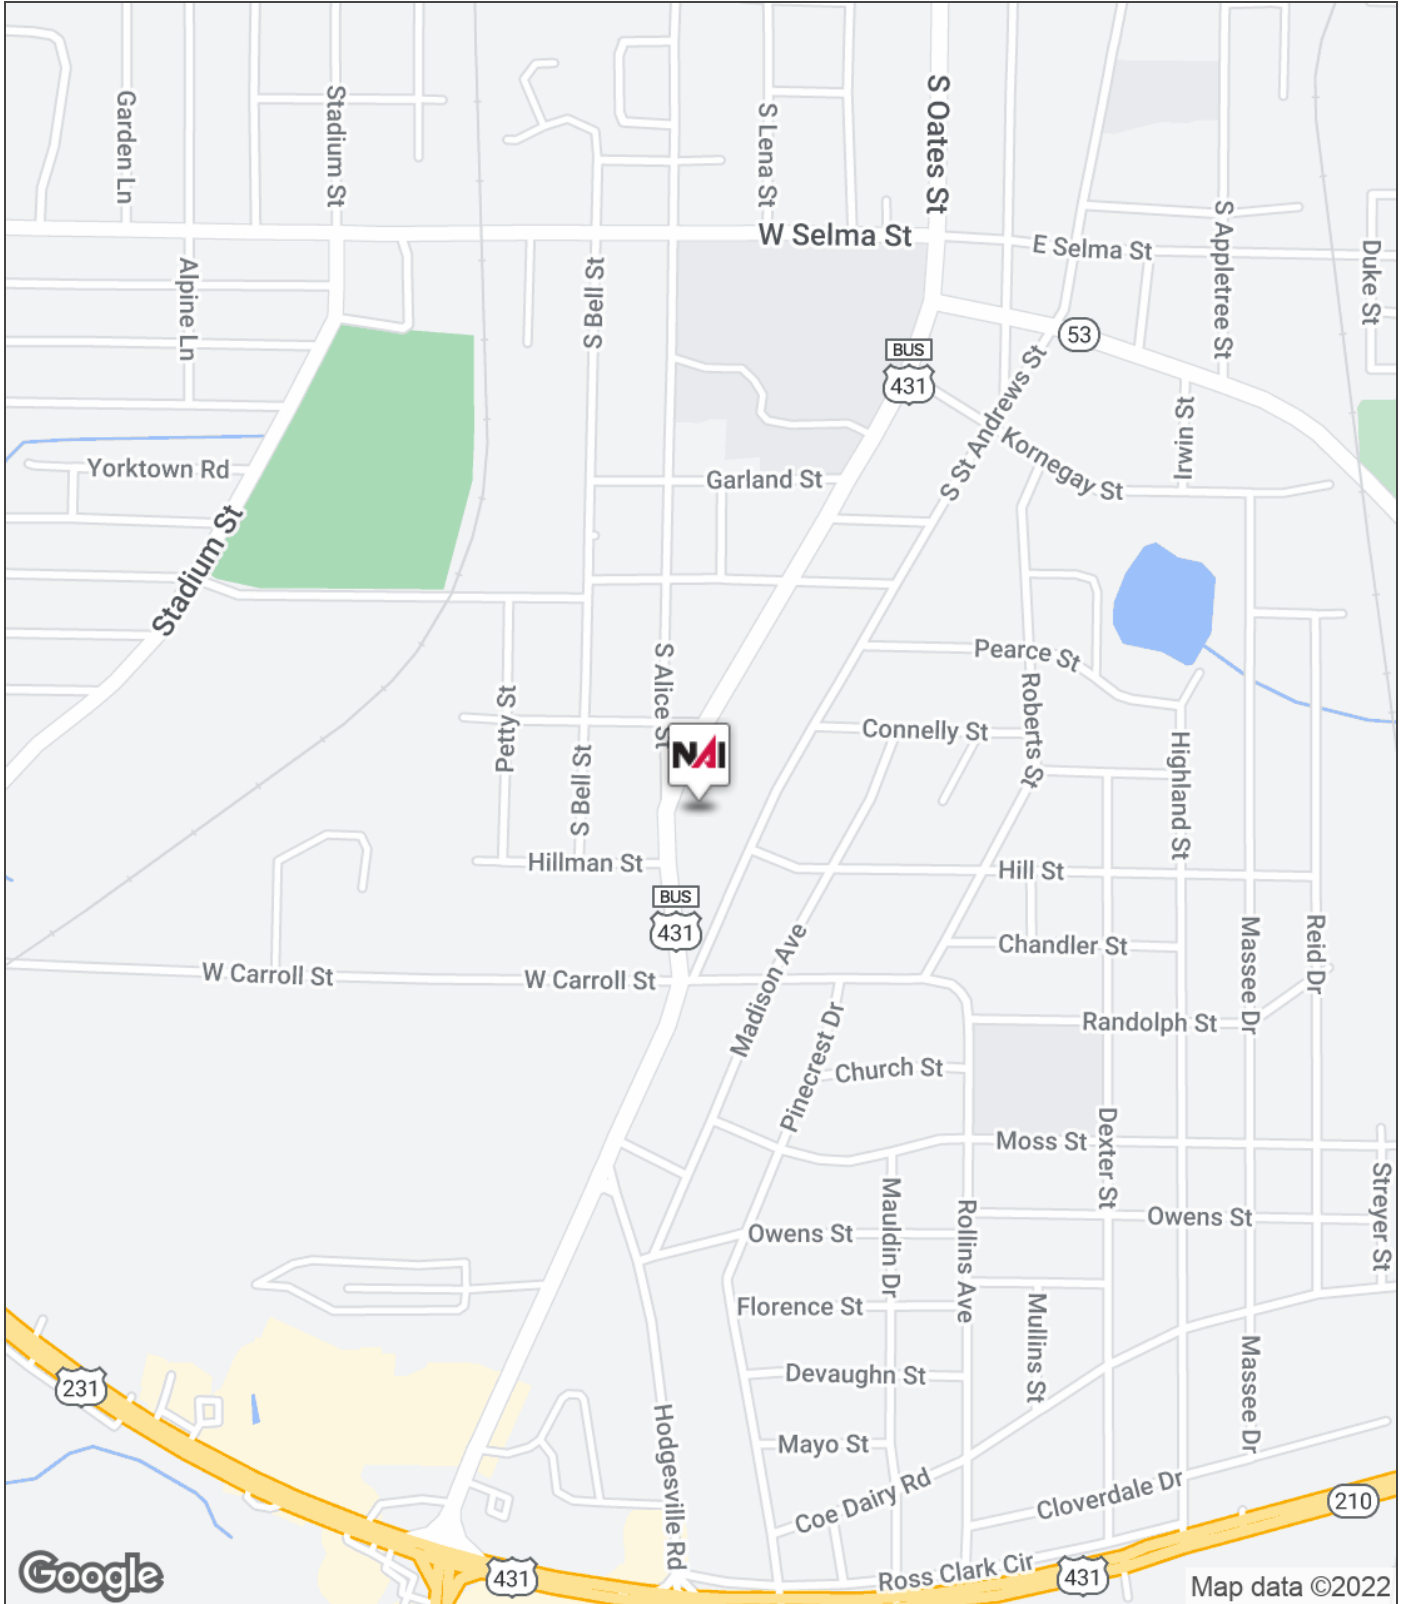 Garden Ln
Stadium St
S Lena St
S Oates St
W Selma St
E Selma St
S Appletree St
Duke St
Alpine Ln
S Bell St
53
BUS
431
S St Andrews St
Kornegay St
Irwin St
Yorktown Rd
Garland St
Stadium St
S Alice St
Petty St
S Bell St
Pearce St
Roberts St
Connelly St
Highland St
NAI
Hillman St
Hill St
BUS
431
Madison Ave
Chandler St
Massee Dr
Reid Dr
W Carroll St
W Carroll St
Pinecrest Dr
Randolph St
Church St
Moss St
Dexter St
Streyer St
Mauldin Dr
Rollins Ave
Owens St
Owens St
Florence St
Mullins St
Massee Dr
Devaughn St
231
Hodgesville Rd
Mayo St
Coe Dairy Rd
Cloverdale Dr
210
Ross Clark Cir
431
431
Google
Map data ©2022